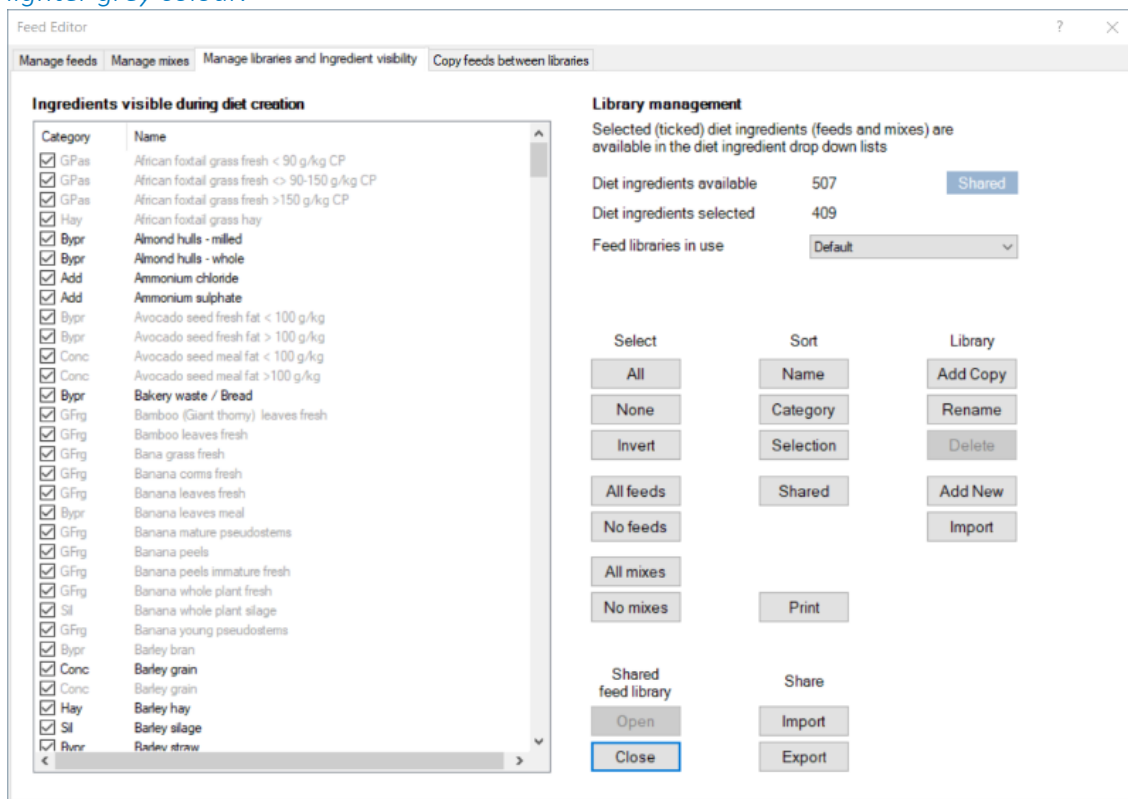 lighter grey colour.
Feed Editor ?
Manage feeds Manage mixes Manage libraries and Ingredient visibility Copy feeds between libraries
Ingredients visible during diet creation
Category Name
GPas African foxtail grass fresh < 90 g/kg CP
GPas African foxtail grass fresh <> 90-150 g/kg CP
GPas African foxtail grass fresh >150 g/kg CP
Hay African foxtail grass hay
Bypr Almond hulls - milled
Bypr Almond hulls - whole
Add Ammonium chloride
Add Ammonium sulphate
Bypr Avocado seed fresh fat < 100 g/kg
Bypr Avocado seed fresh fat > 100 g/kg
Conc Avocado seed meal fat < 100 g/kg
Conc Avocado seed meal fat >100 g/kg
Bypr Bakery waste / Bread
GFrg Bamboo (Giant thorny) leaves fresh
GFrg Bamboo leaves fresh
GFrg Bana grass fresh
GFrg Banana corms fresh
GFrg Banana leaves fresh
Bypr Banana leaves meal
GFrg Banana mature pseudostems
GFrg Banana peels
GFrg Banana peels immature fresh
GFrg Banana whole plant fresh
Sil Banana whole plant silage
GFrg Banana young pseudostems
Bypr Barley bran
Conc Barley grain
Conc Barley grain
Hay Barley hay
Sil Barley silage
Bypr Barley straw
Library management
Selected (ticked) diet ingredients (feeds and mixes) are
available in the diet ingredient drop down lists
Diet ingredients available 507 Shared
Diet ingredients selected 409
Feed libraries in use Default
Select Sort Library
All Name Add Copy
None Category Rename
Invert Selection Delete
All feeds Shared Add New
No feeds Import
All mixes
No mixes Print
Shared
feed library Share
Open Import
Close Export